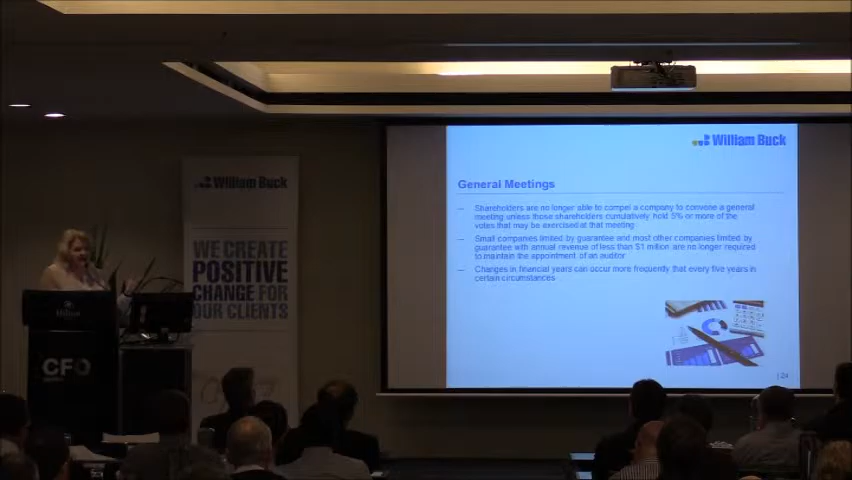 William Buck
General Meetings
– Shareholders are no longer able to compel a company to convene a general
meeting unless those shareholders cumulatively hold 5% or more of the
votes that may be exercised at that meeting
– Small companies limited by guarantee and most other companies limited by
guarantee with annual revenue of less than $1 million are no longer required
to maintain the appointment of an auditor
– Changes in financial years can occur more frequently that every five years in
certain circumstances
| 24
William Buck
WE CREATE
POSITIVE
CHANGE FOR
OUR CLIENTS
Hilton
CFO